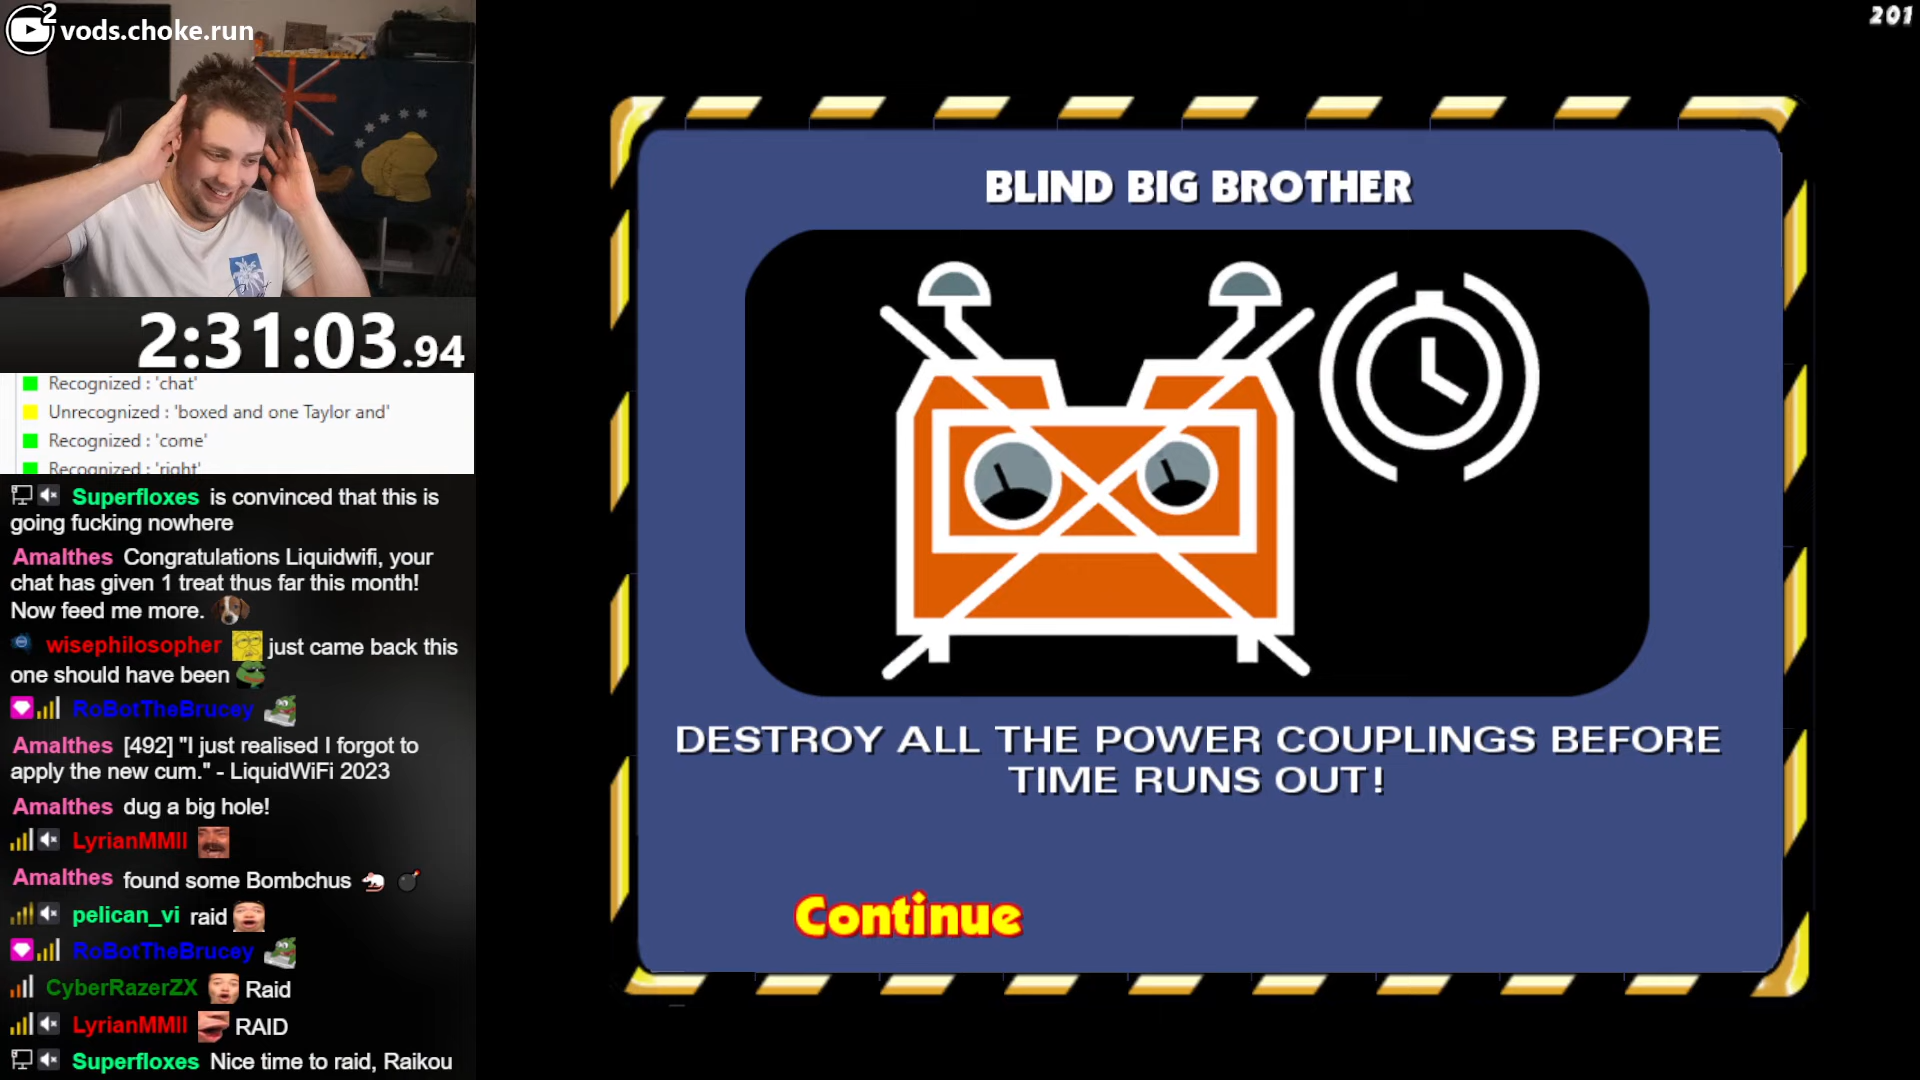 2 vods.choke.run
201
2:31:03.94
Recognized : 'chat'
Unrecognized : 'boxed and one Taylor and'
Recognized : 'come'
Recognized : 'right'
Superfloxes is convinced that this is
going fucking nowhere
Amalthes Congratulations Liquidwifi, your
chat has given 1 treat thus far this month!
Now feed me more.
wisephilosopher just came back this
one should have been
RoBotTheBrucey
Amalthes [492] "I just realised I forgot to
apply the new cum." - LiquidWiFi 2023
Amalthes dug a big hole!
LyrianMMII
Amalthes found some Bombchus
pelican_vi raid
RoBotTheBrucey
CyberRazerZX Raid
LyrianMMII RAID
Superfloxes Nice time to raid, Raikou
BLIND BIG BROTHER
DESTROY ALL THE POWER COUPLINGS BEFORE
TIME RUNS OUT!
Continue